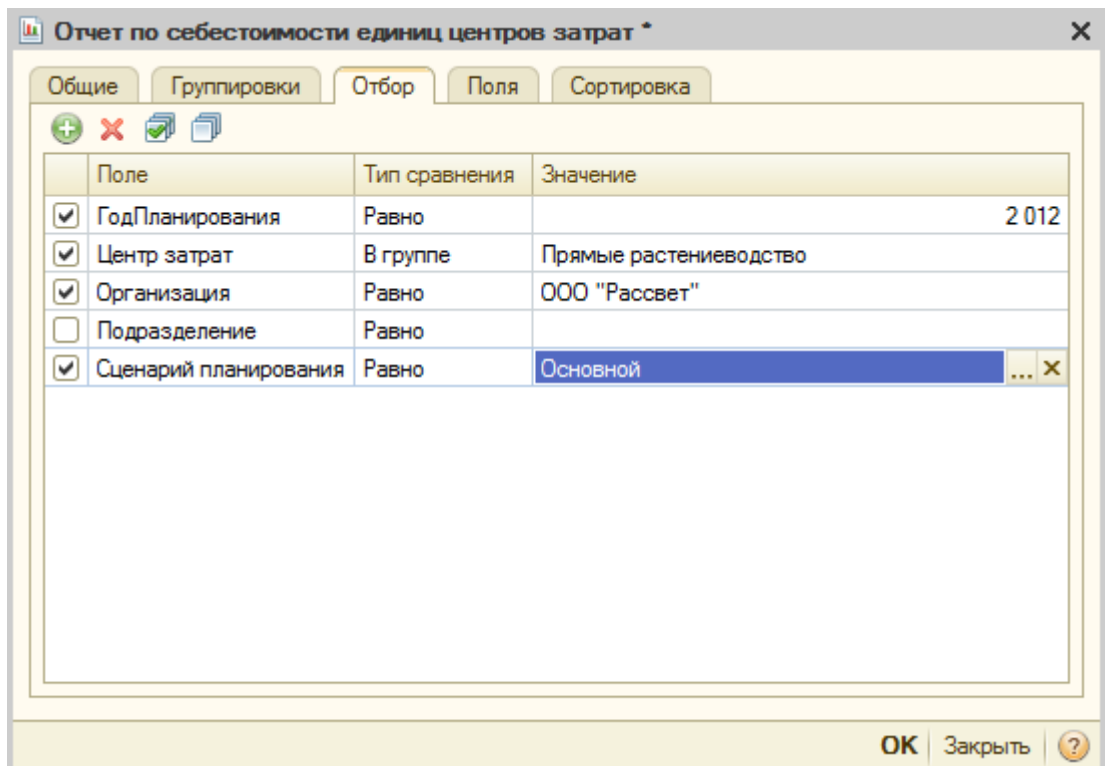 Отчет по себестоимости единиц центров затрат *
Общие Группировки Отбор Поля Сортировка
Поле Тип сравнения Значение
ГодПланирования Равно 2 012
Центр затрат В группе Прямые растениеводство
Организация Равно ООО "Рассвет"
Подразделение Равно
Сценарий планирования Равно Основной ...
OK Закрыть ?